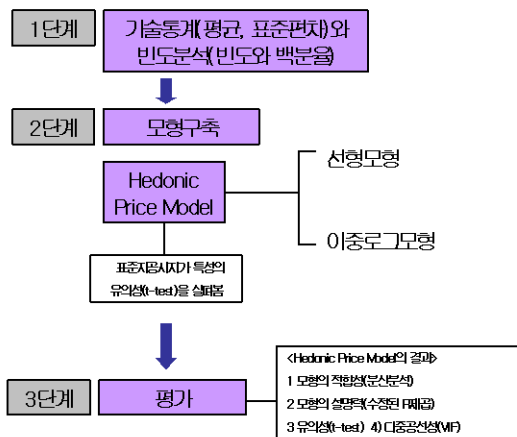 1단계
기술통계(평균, 표준편차)와
빈도분석(빈도와 백분율)
2단계
모형구축
Hedonic
Price Model
선형모형
이중로그모형
표준지공시지가 특성의
유의성(t-test)을 살펴봄
3단계
평가
<Hedonic Price Model의 결과>
1 모형의 적합성(분산분석)
2 모형의 설명력(수정된 R제곱)
3 유의성(t-test) 4) 다중공선성(VIF)